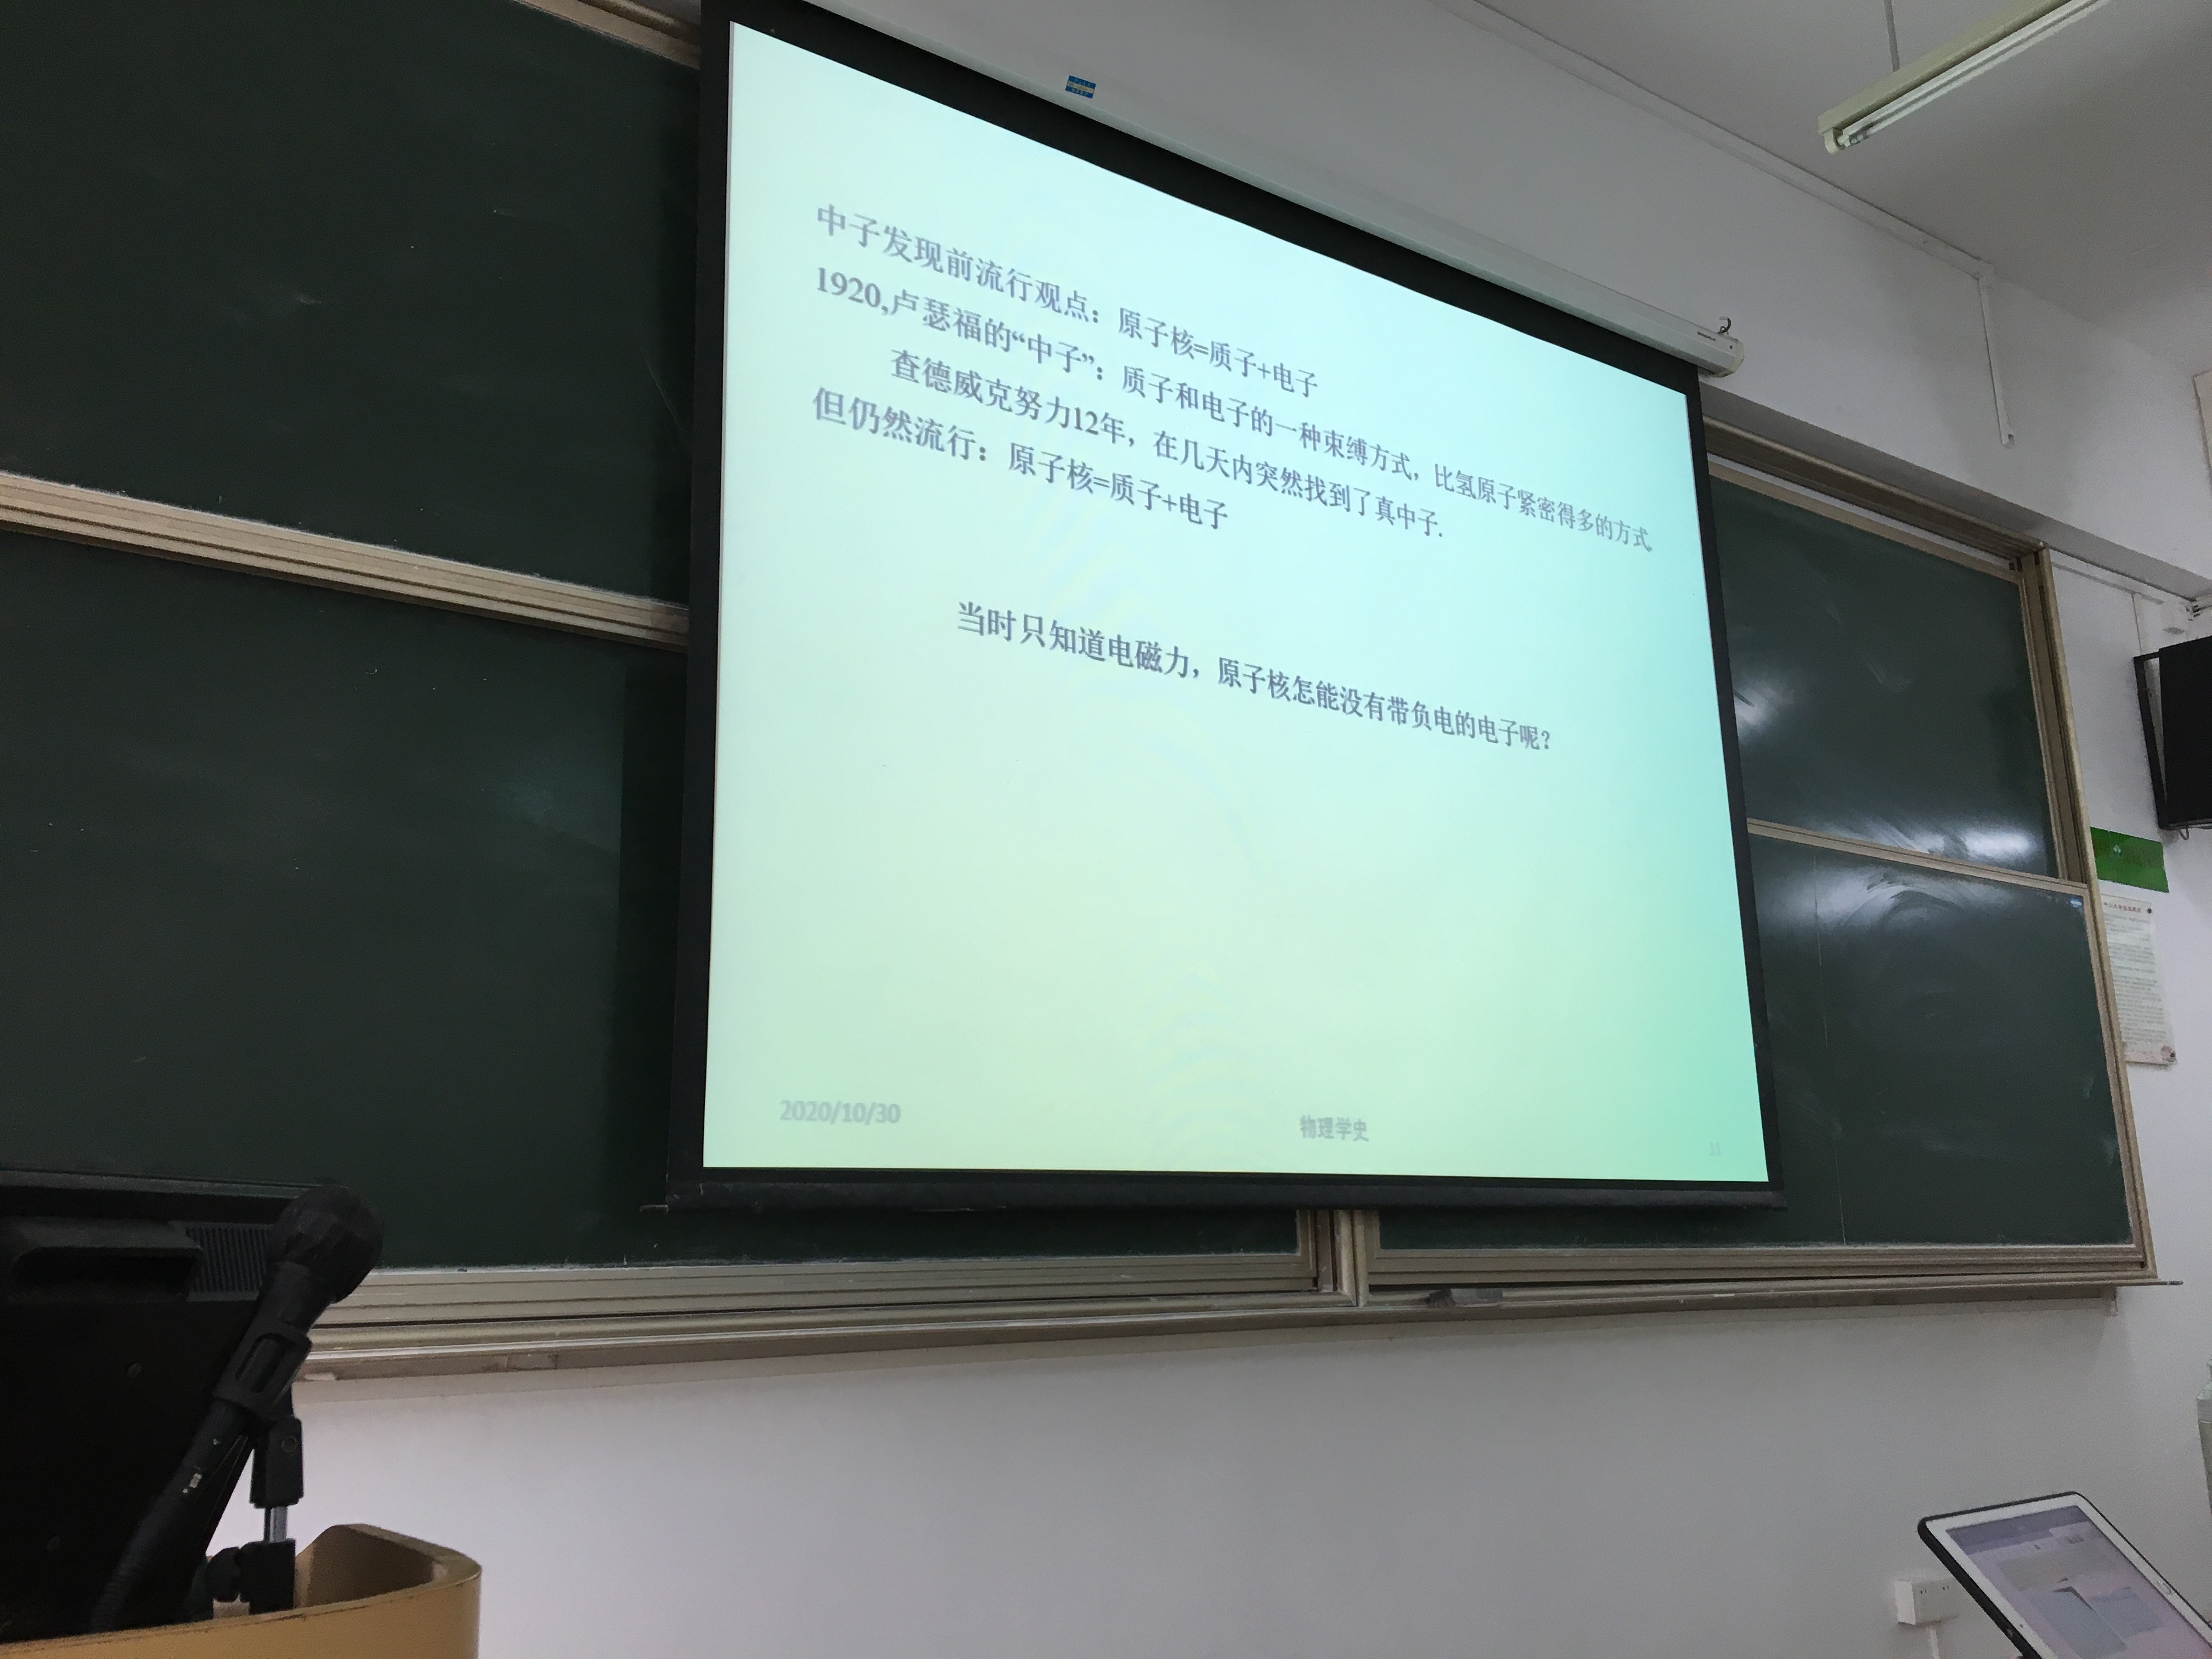 中子发现前流行观点：原子核=质子+电子
1920,卢瑟福的“中子”：质子和电子的一种束缚方式，比氢原子紧密得多的方式.
查德威克努力12年，在几天内突然找到了真中子.
但仍然流行：原子核=质子+电子
当时只知道电磁力，原子核怎能没有带负电的电子呢？
2020/10/30
物理学史
11